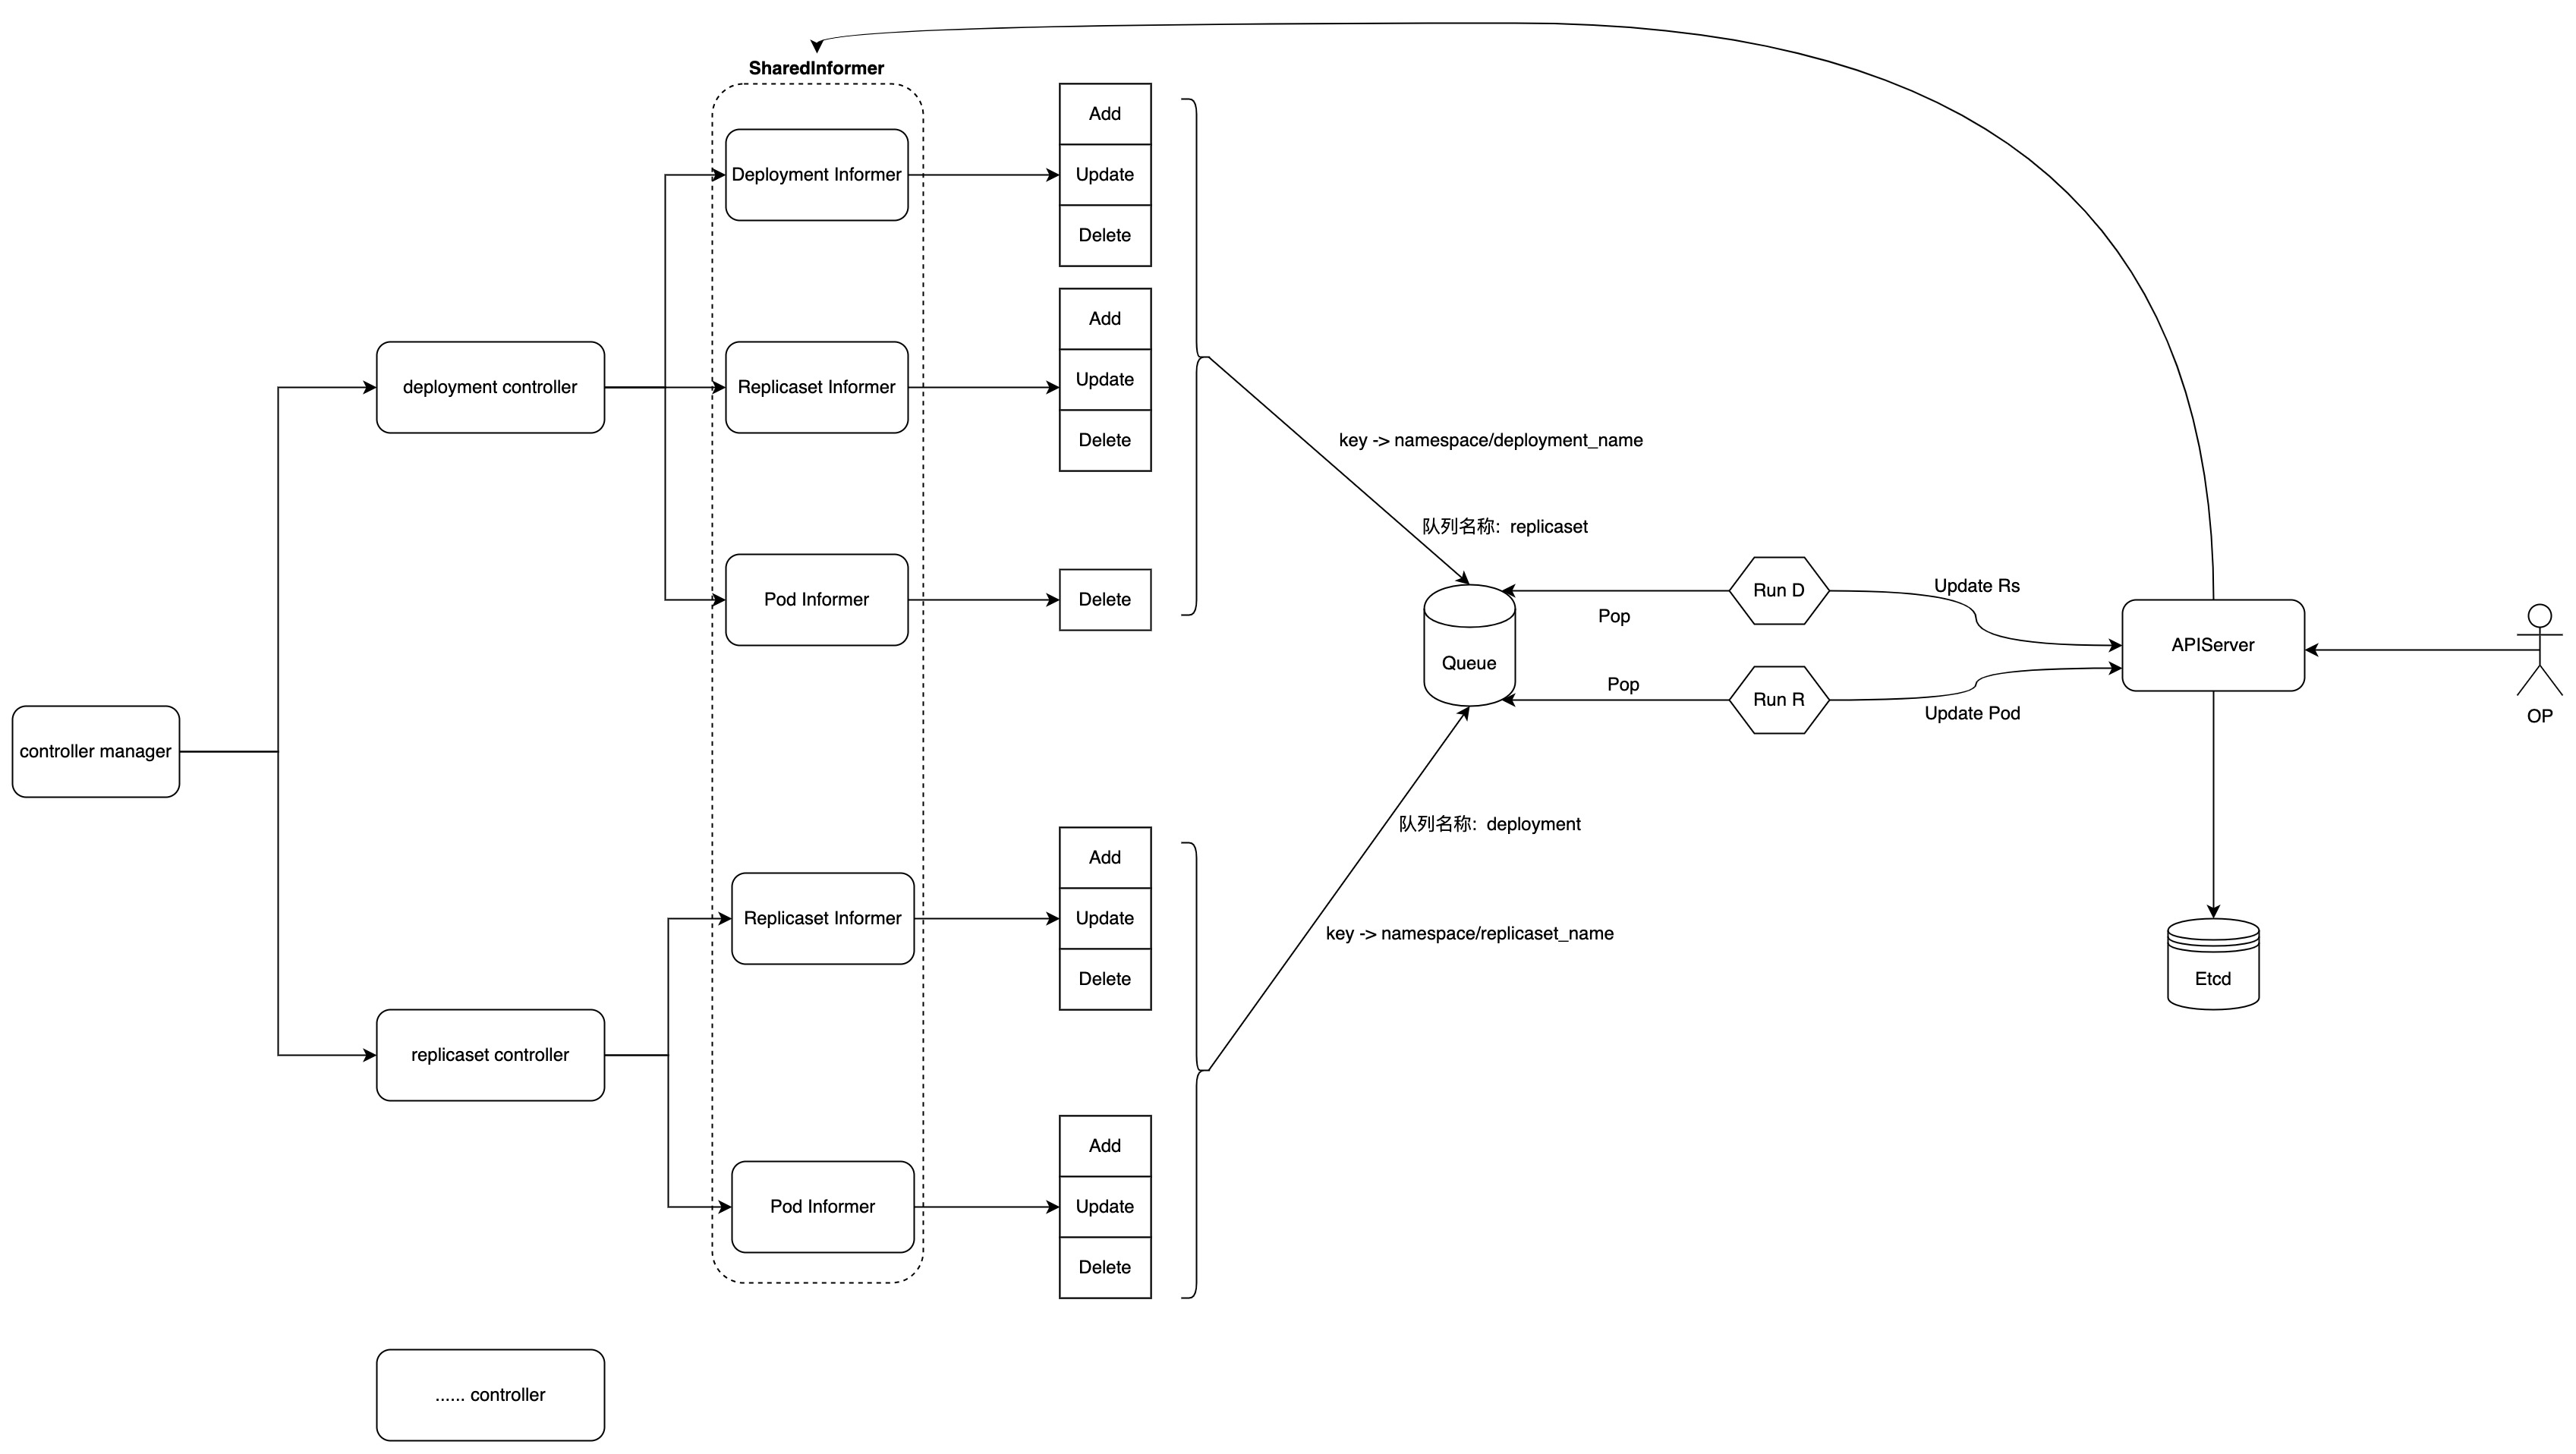 SharedInformer
Deployment Informer
Add
Update
Delete
deployment controller
Replicaset Informer
Add
Update
Delete
key -> namespace/deployment_name
队列名称: replicaset
Pod Informer
Delete
Queue
Pop
Run D
Update Rs
Pop
Run R
Update Pod
APIServer
OP
controller manager
队列名称: deployment
Replicaset Informer
Add
Update
Delete
key -> namespace/replicaset_name
Etcd
replicaset controller
Pod Informer
Add
Update
Delete
...... controller